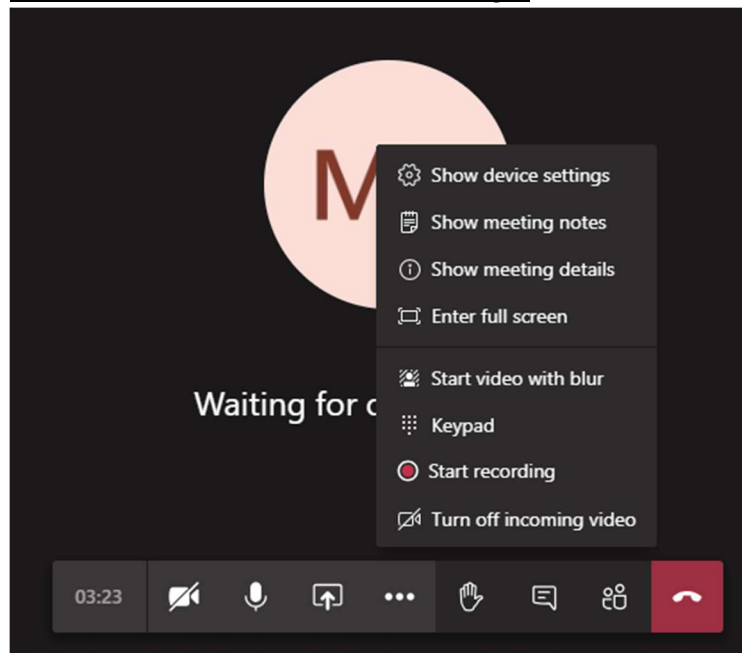 M
Show device settings
Show meeting notes
Show meeting details
Enter full screen
Waiting for
Start video with blur
Keypad
Start recording
Turn off incoming video
03:23